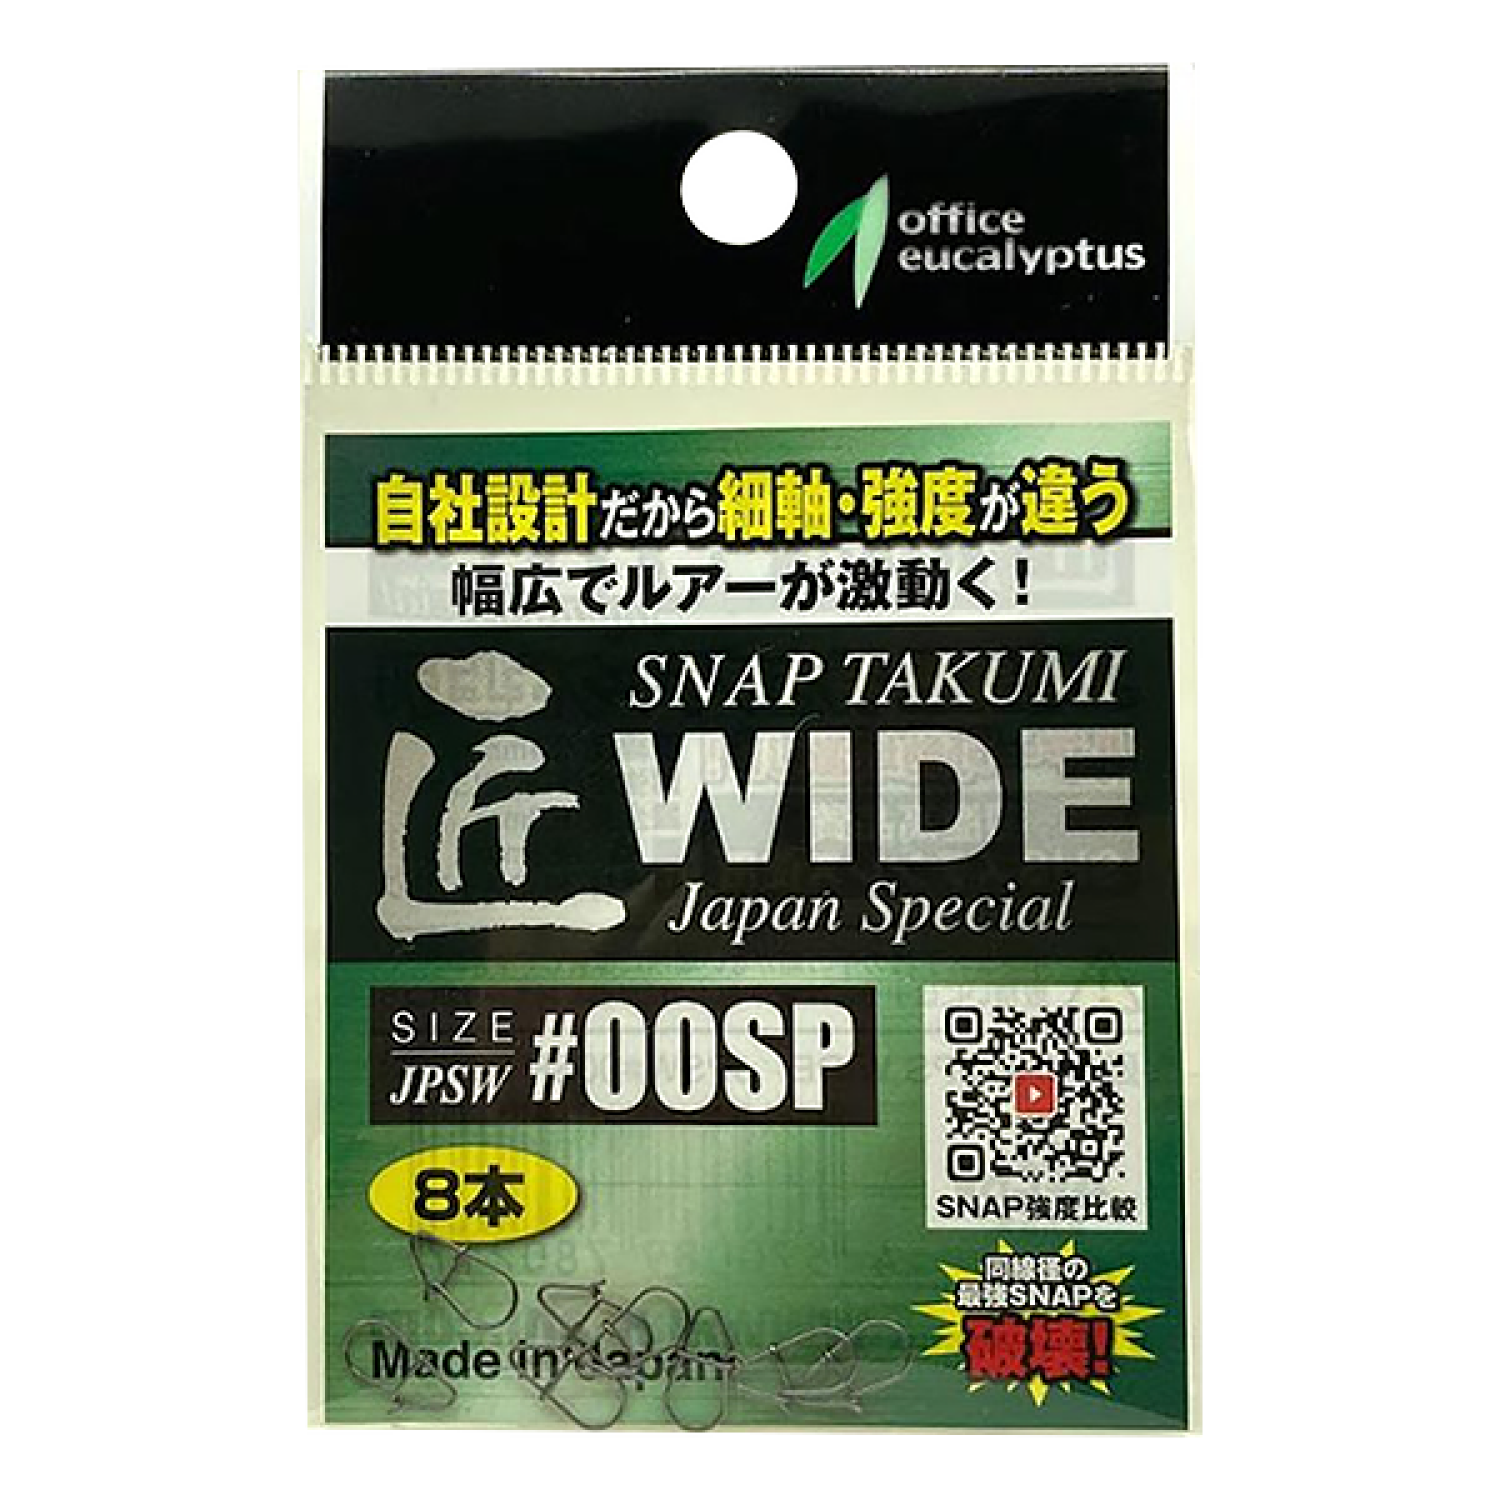 office
eucalyptus
自社設計だから細軸・強度が違う
幅広でルアーが激動く!
匠
SNAP TAKUMI
WIDE
Japan Special
SIZE
JPSW
#00SP
8本
SNAP強度比較
同線径の
最強SNAPを
破壊!
Made in Japan